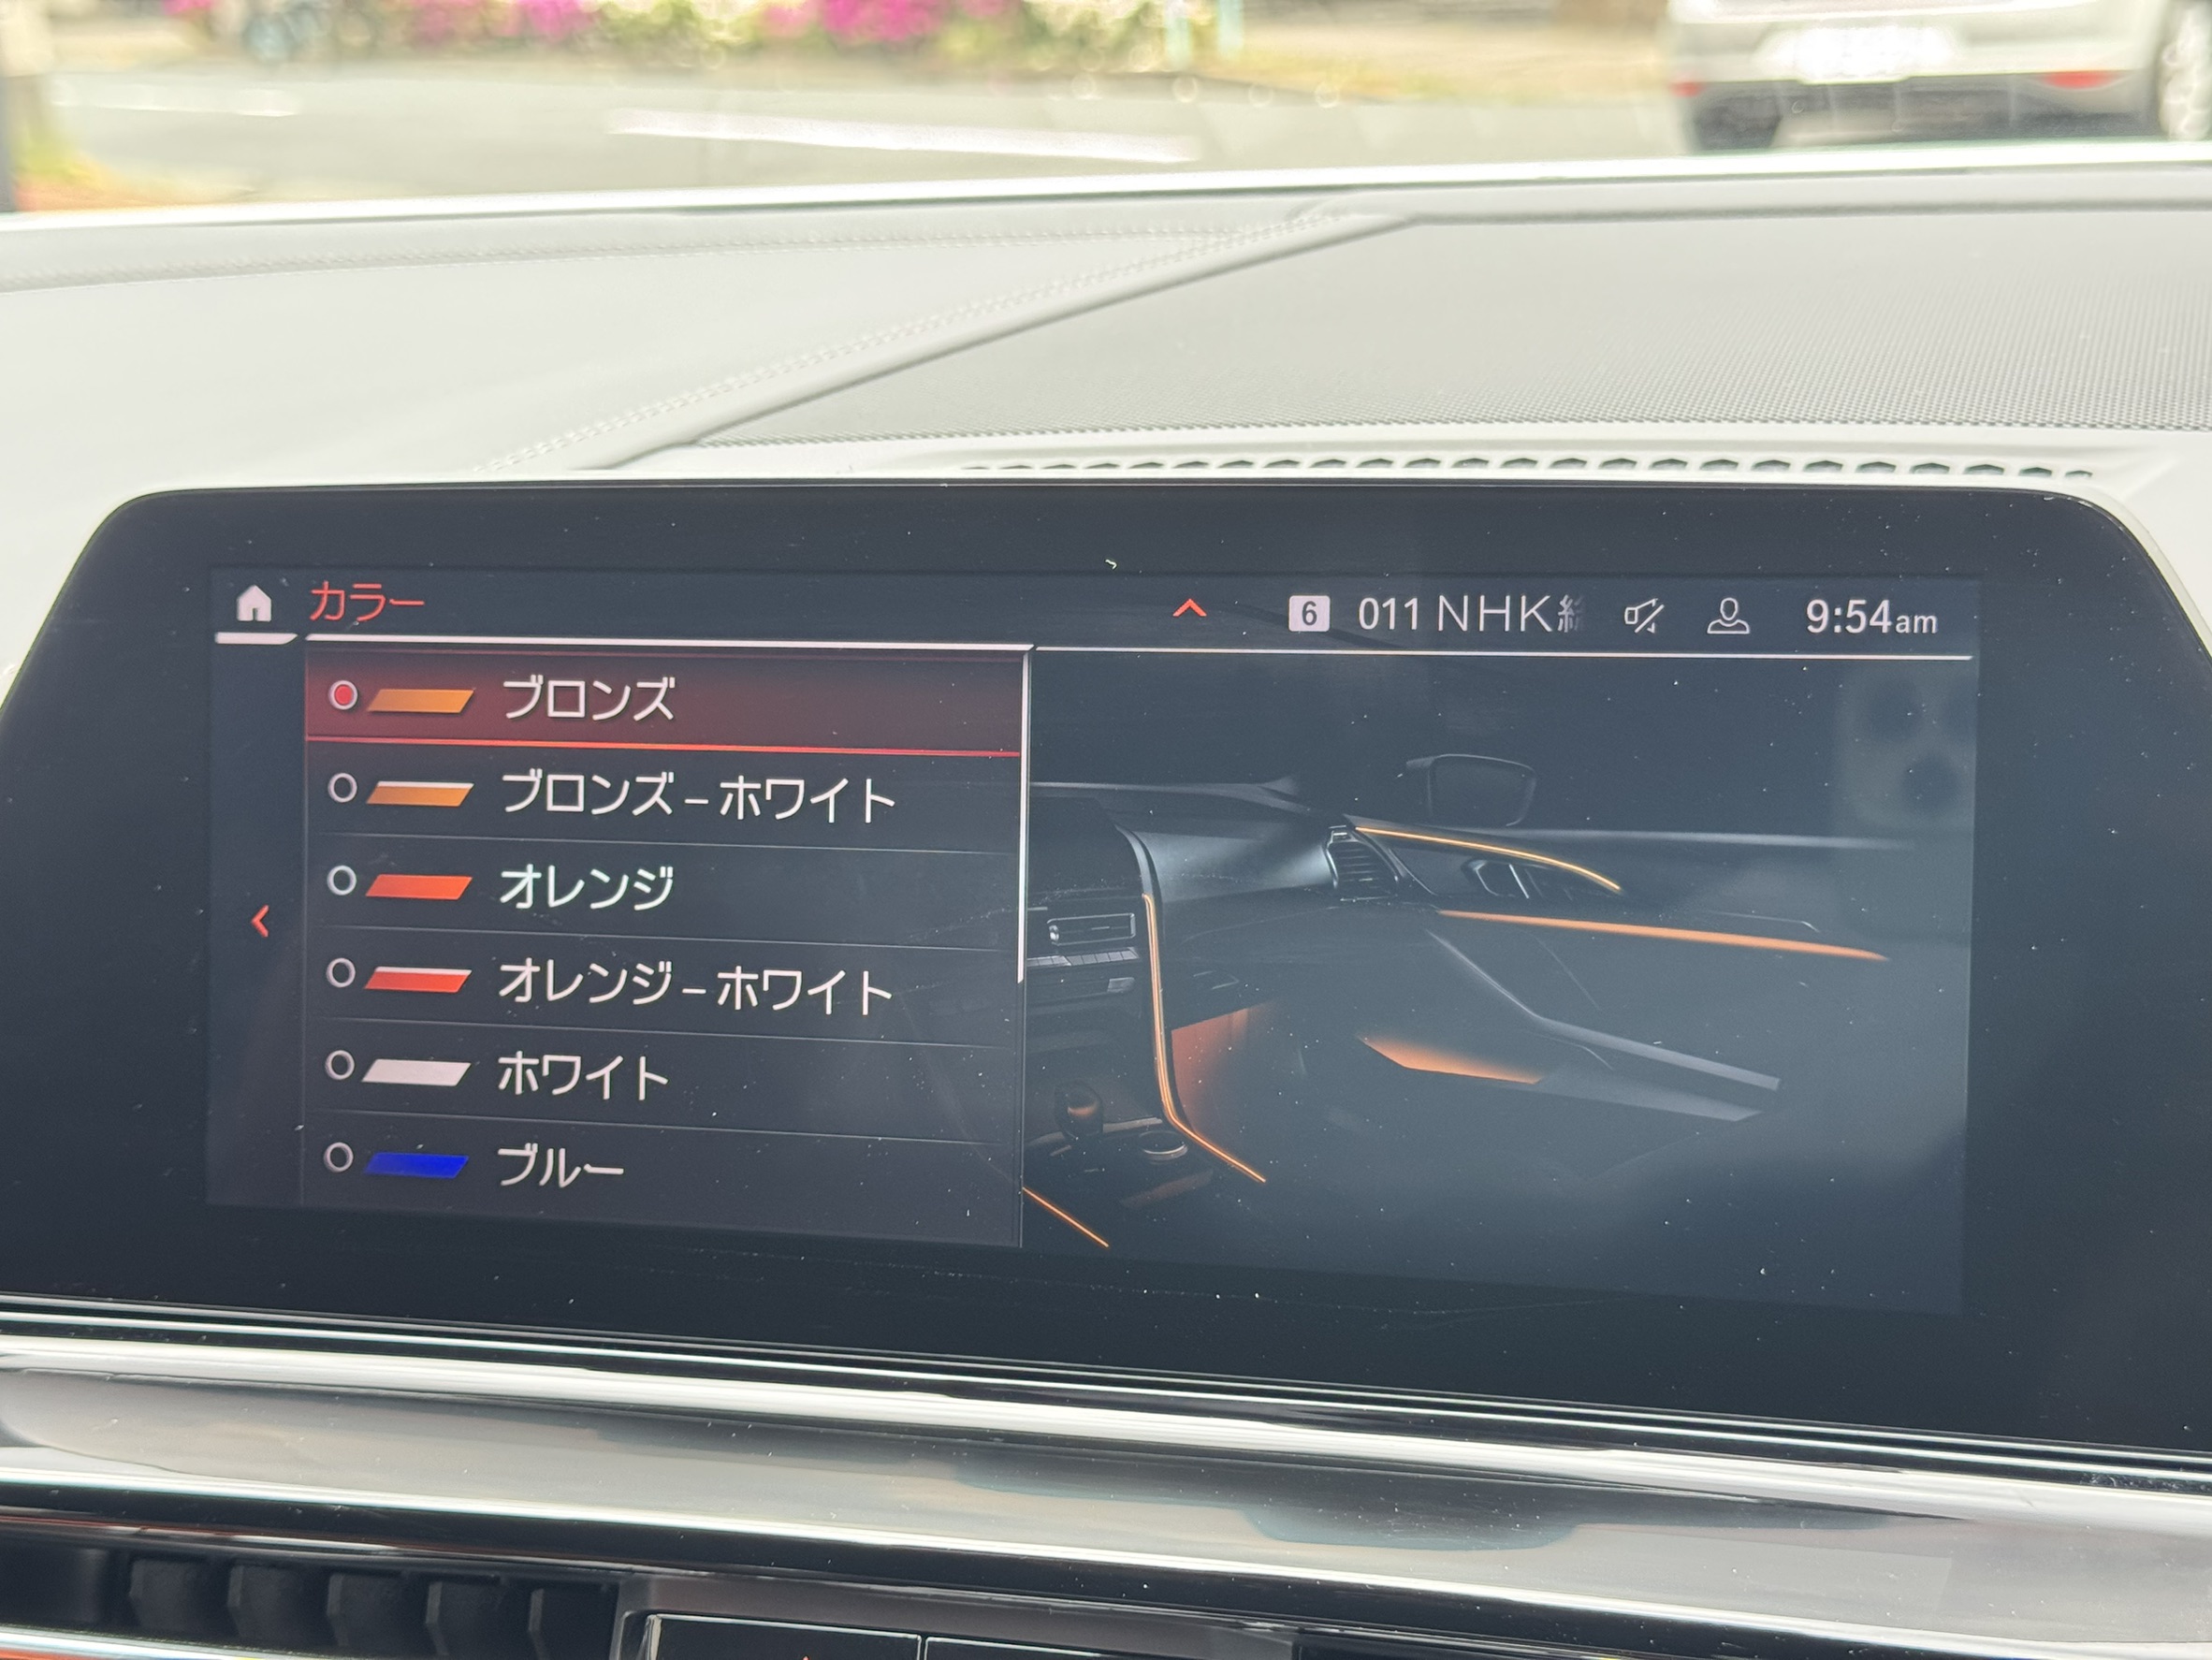 カラー
6 011 NHK 9:54am
ブロンズ
ブロンズ–ホワイト
オレンジ
オレンジ–ホワイト
ホワイト
ブルー